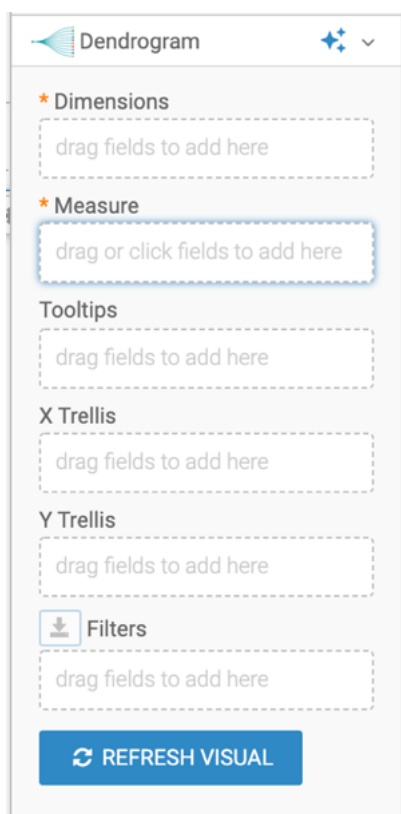 Dendrogram
* Dimensions
drag fields to add here
* Measure
drag or click fields to add here
Tooltips
drag fields to add here
X Trellis
drag fields to add here
Y Trellis
drag fields to add here
Filters
drag fields to add here
REFRESH VISUAL